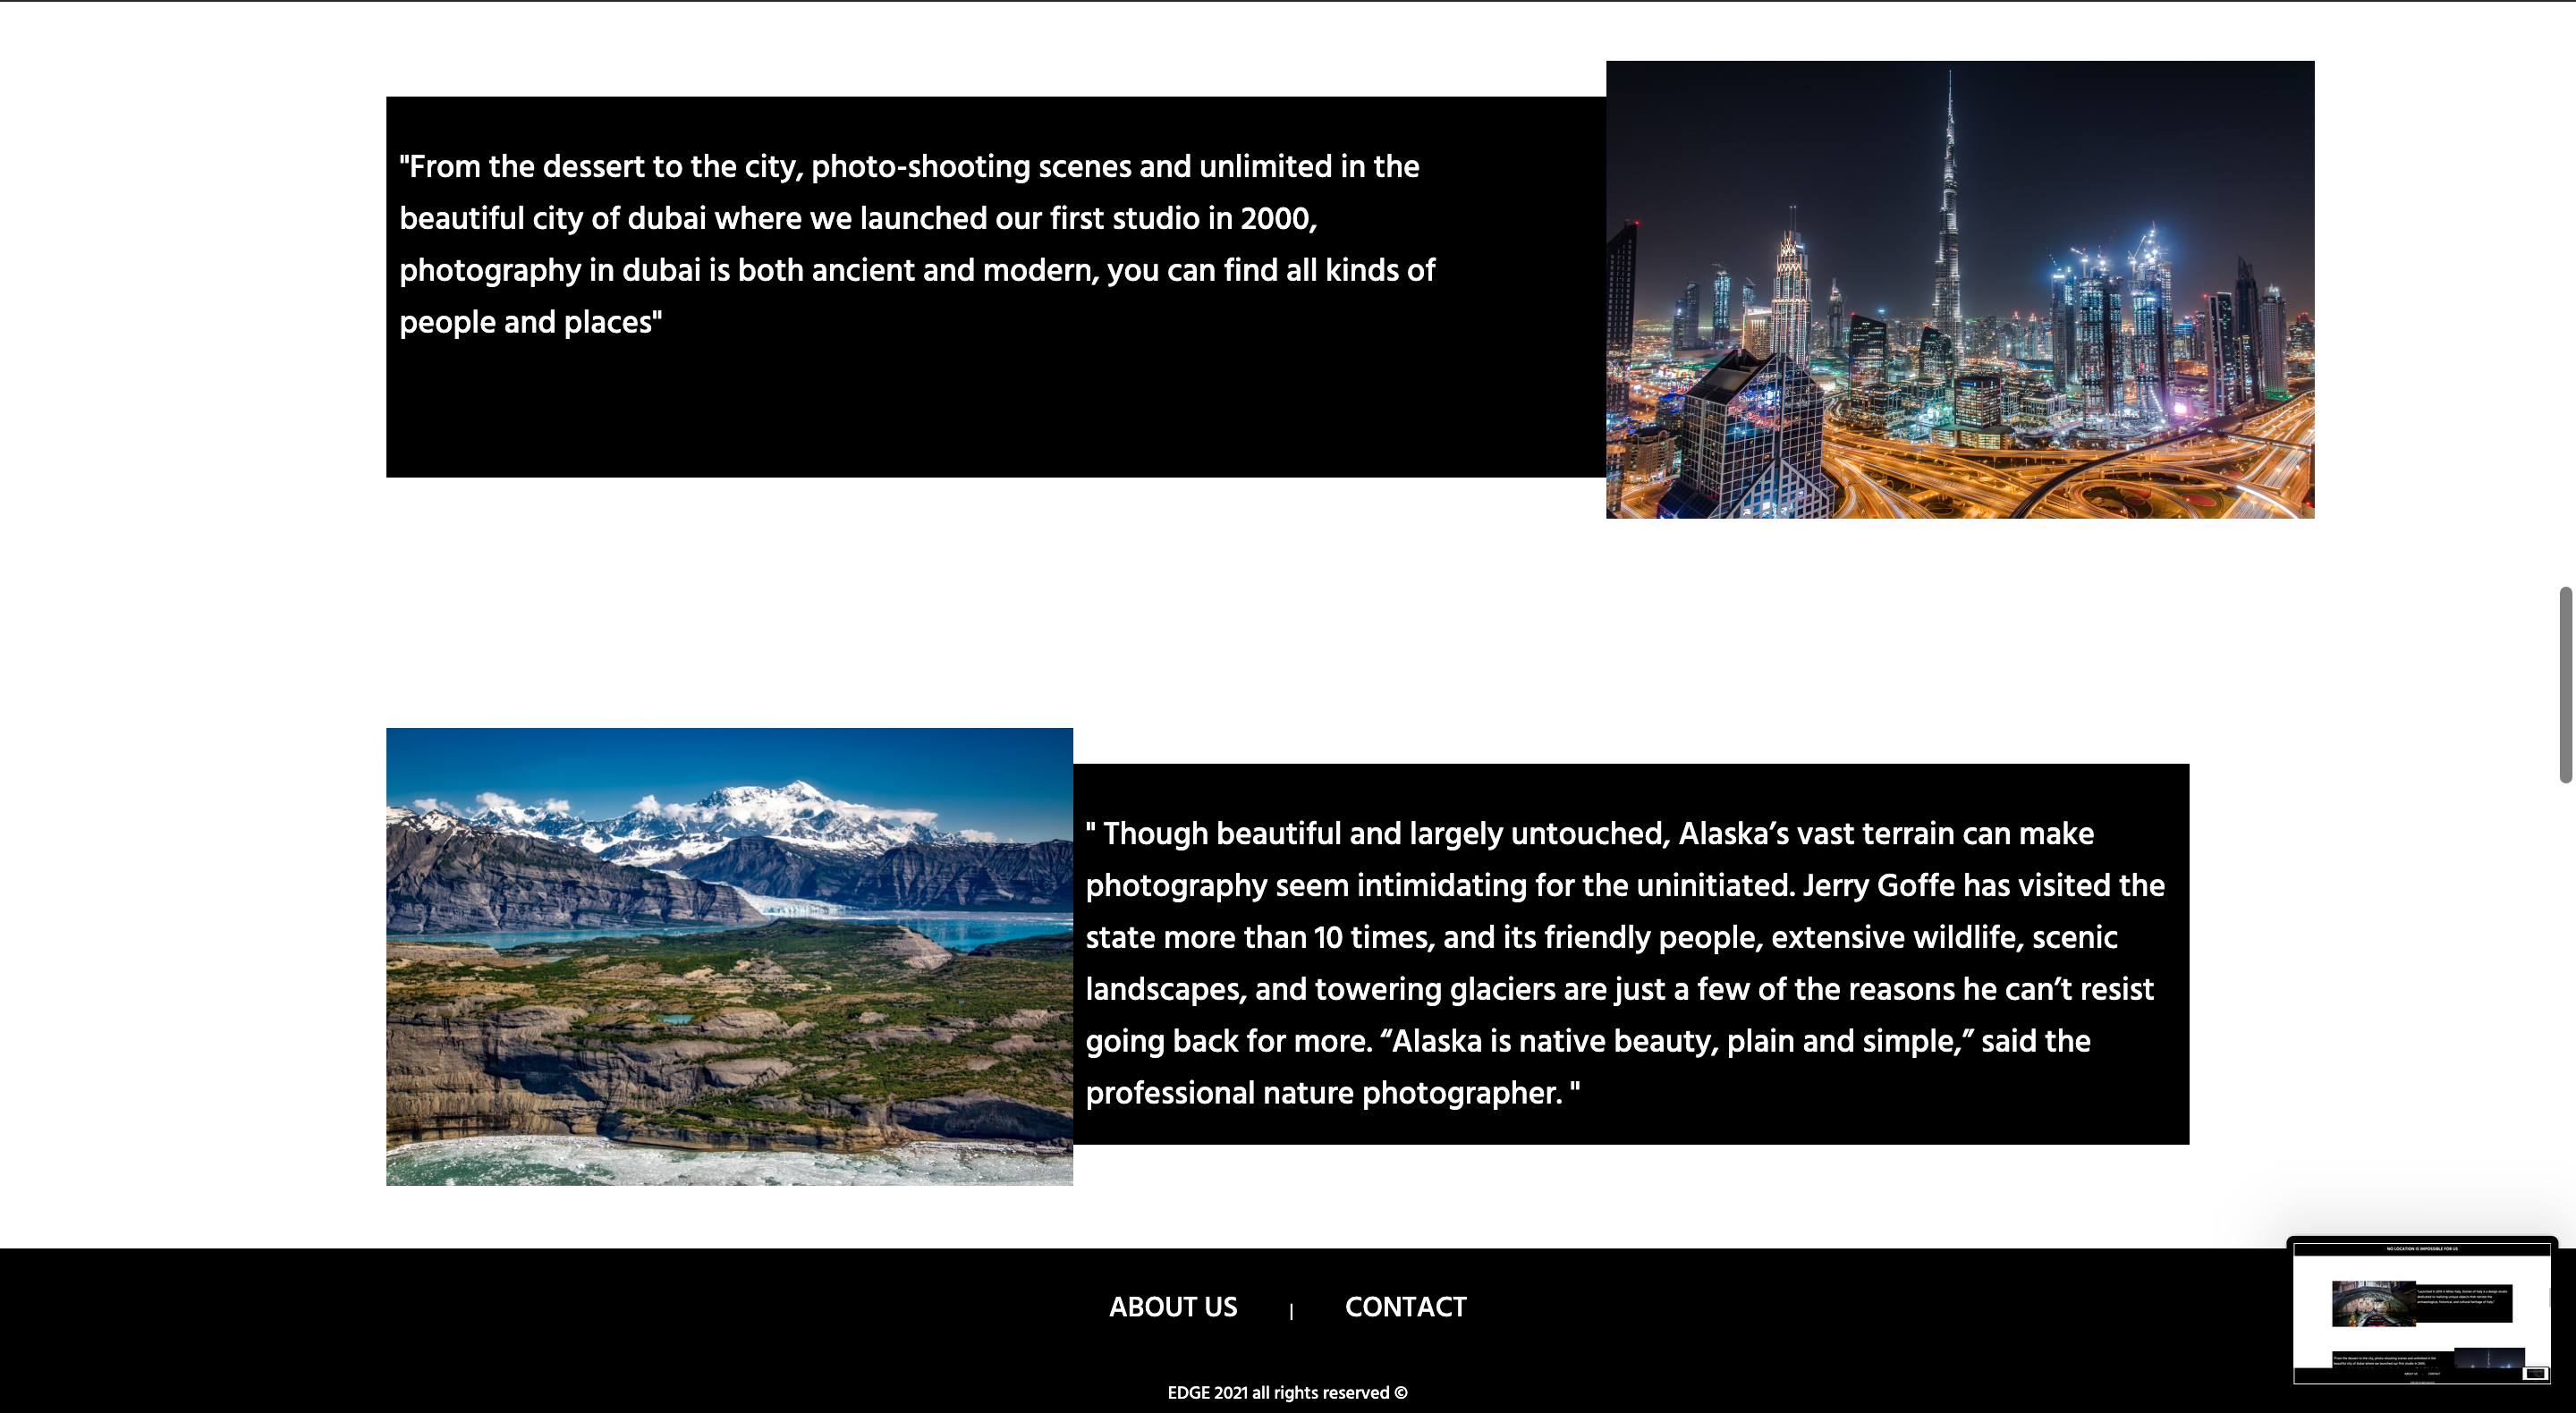 "From the dessert to the city, photo-shooting scenes and unlimited in the
beautiful city of dubai where we launched our first studio in 2000,
photography in dubai is both ancient and modern, you can find all kinds of
people and places"
" Though beautiful and largely untouched, Alaska’s vast terrain can make
photography seem intimidating for the uninitiated. Jerry Goffe has visited the
state more than 10 times, and its friendly people, extensive wildlife, scenic
landscapes, and towering glaciers are just a few of the reasons he can’t resist
going back for more. “Alaska is native beauty, plain and simple,” said the
professional nature photographer. "
ABOUT US | CONTACT
EDGE 2021 all rights reserved ©
NO LOCATION IS IMPOSSIBLE FOR US